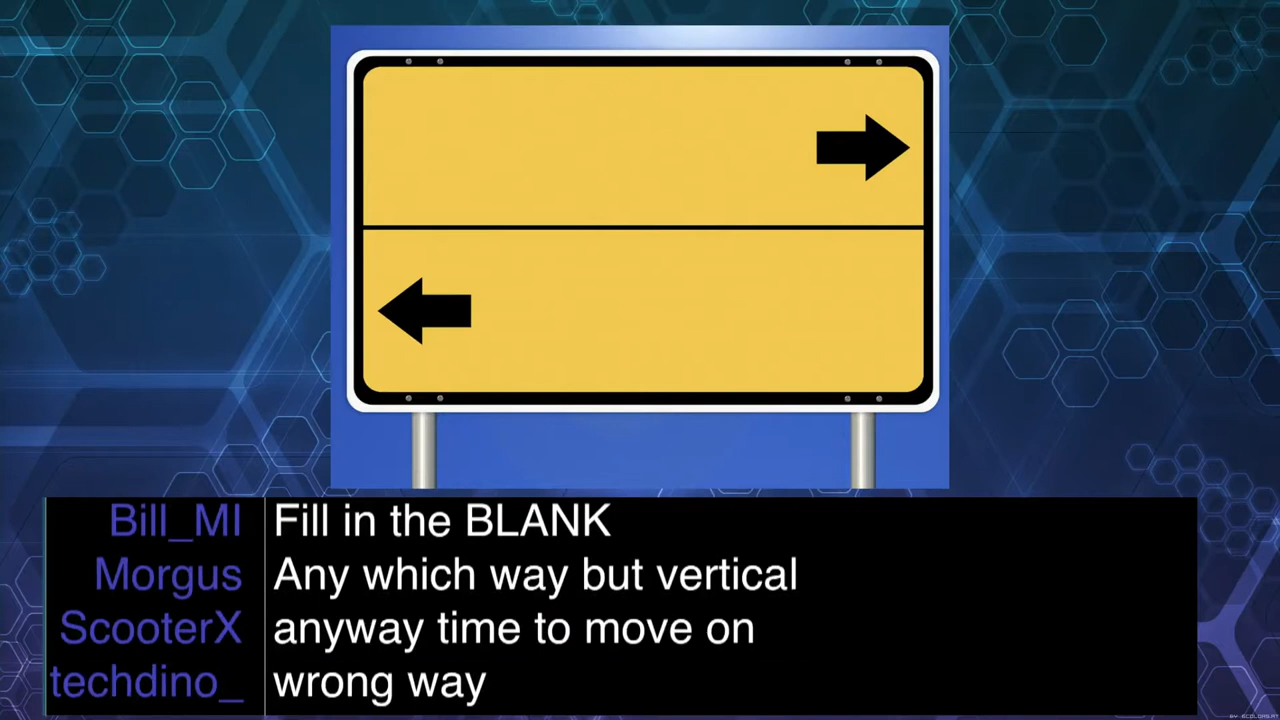 Bill_MI Fill in the BLANK
Morgus Any which way but vertical
ScooterX anyway time to move on
techdino_ wrong way